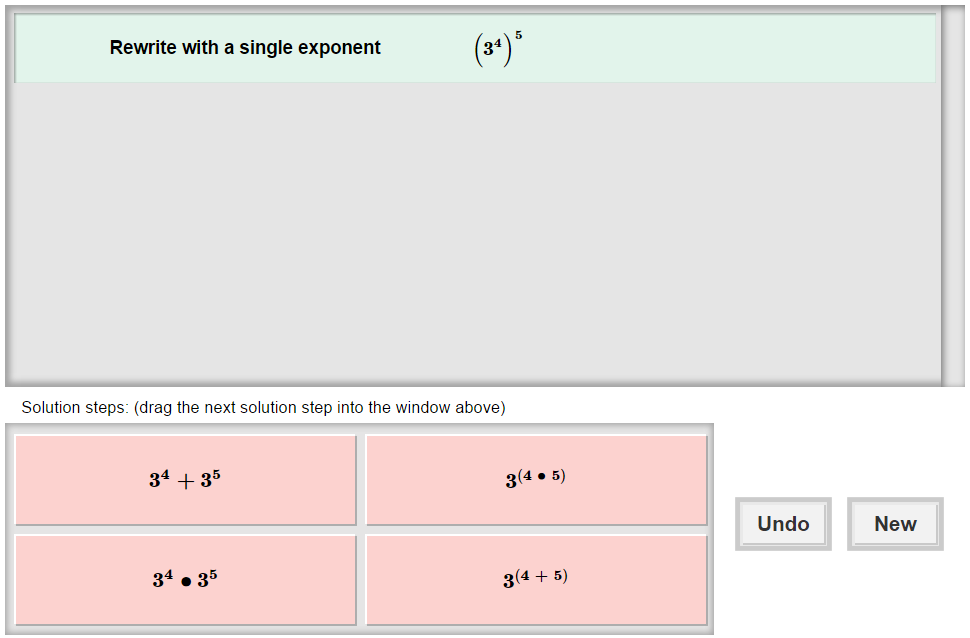 Rewrite with a single exponent (3⁴)⁵
Solution steps: (drag the next solution step into the window above)
3⁴ + 3⁵
3⁽⁴ • ⁵⁾
Undo New
3⁴ • 3⁵
3⁽⁴ ⁺ ⁵⁾